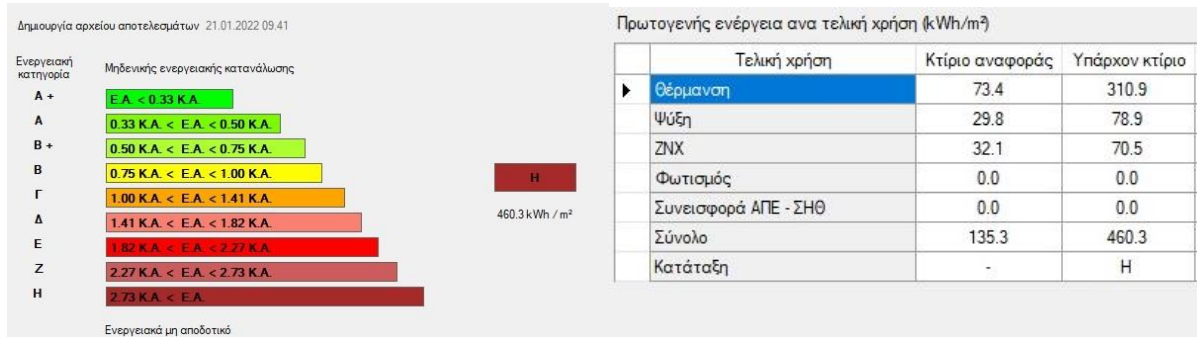 Δημιουργία αρχείου αποτελεσμάτων 21.01.2022 09.41
Ενεργειακή κατηγορία
Μηδενικής ενεργειακής κατανάλωσης
A + Ε.Α. < 0.33 Κ.Α.
A 0.33 Κ.Α. < Ε.Α. < 0.50 Κ.Α.
B + 0.50 Κ.Α. < Ε.Α. < 0.75 Κ.Α.
B 0.75 Κ.Α. < Ε.Α. < 1.00 Κ.Α.
Γ 1.00 Κ.Α. < Ε.Α. < 1.41 Κ.Α.
Δ 1.41 Κ.Α. < Ε.Α. < 1.82 Κ.Α.
Ε 1.82 Κ.Α. < Ε.Α. < 2.27 Κ.Α.
Ζ 2.27 Κ.Α. < Ε.Α. < 2.73 Κ.Α.
Η 2.73 Κ.Α. < Ε.Α.
Ενεργειακά μη αποδοτικό
Η
460.3 kWh / m²
Πρωτογενής ενέργεια ανα τελική χρήση (kWh/m²)
Τελική χρήση Κτίριο αναφοράς Υπάρχον κτίριο
Θέρμανση 73.4 310.9
Ψύξη 29.8 78.9
ΖΝΧ 32.1 70.5
Φωτισμός 0.0 0.0
Συνεισφορά ΑΠΕ - ΣΗΘ 0.0 0.0
Σύνολο 135.3 460.3
Κατάταξη - Η